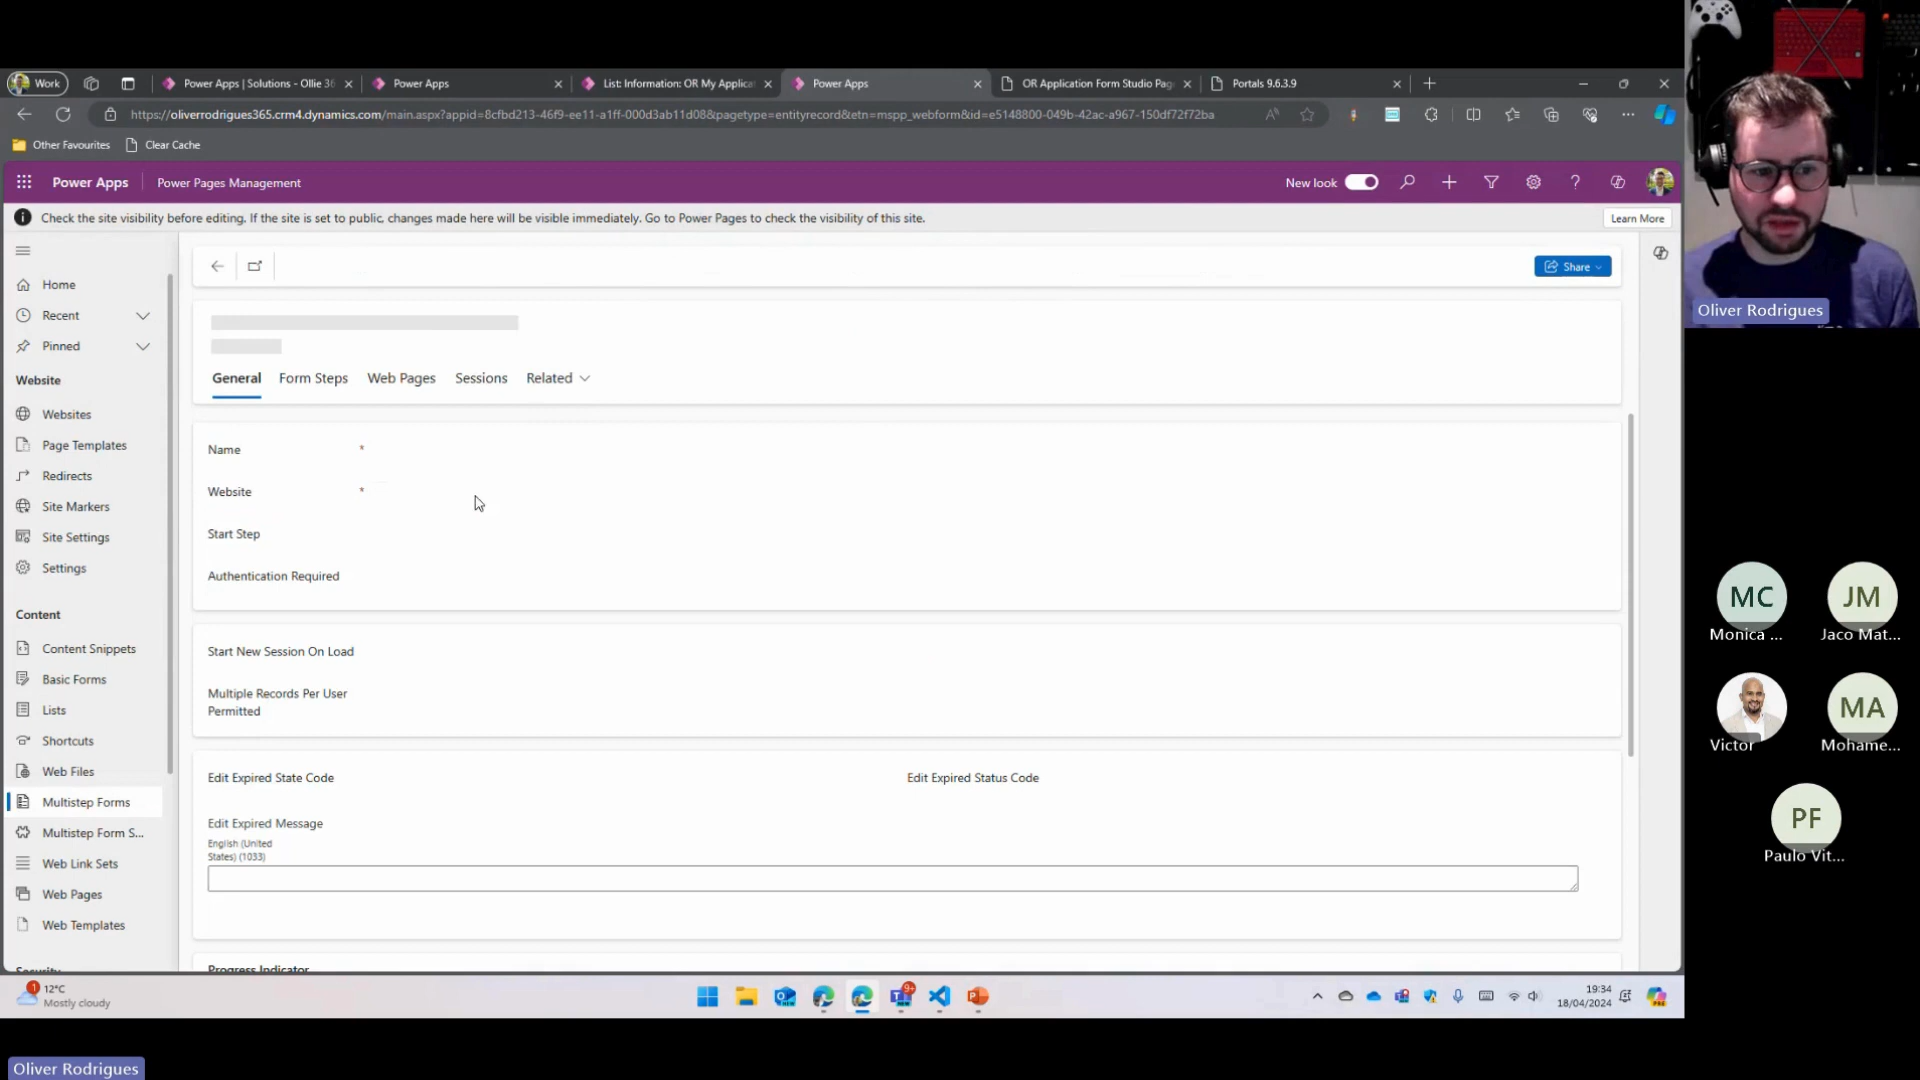 Work
Power Apps | Solutions - Ollie 36
Power Apps
List: Information: OR My Applicat
Power Apps
OR Application Form Studio Page
Portals 9.6.3.9
https://oliverrodrigues365.crm4.dynamics.com/main.aspx?appid=8cfbd213-46f9-ee11-a1ff-000d3ab11d08&pagetype=entityrecord&etn=mspp_webform&id=e5148800-049b-42ac-a967-150df72f72ba
Other Favourites
Clear Cache
Power Apps
Power Pages Management
New look
Check the site visibility before editing. If the site is set to public, changes made here will be visible immediately. Go to Power Pages to check the visibility of this site.
Learn More
Home
Recent
Pinned
Website
Websites
Page Templates
Redirects
Site Markers
Site Settings
Settings
Content
Content Snippets
Basic Forms
Lists
Shortcuts
Web Files
Multistep Forms
Multistep Form S...
Web Link Sets
Web Pages
Web Templates
Security
Share
General
Form Steps
Web Pages
Sessions
Related
Name *
Website *
Start Step
Authentication Required
Start New Session On Load
Multiple Records Per User
Permitted
Edit Expired State Code
Edit Expired Status Code
Edit Expired Message
English (United
States) (1033)
Progress Indicator
1
12°C
Mostly cloudy
9+
19:34
18/04/2024
PRE
Oliver Rodrigues
MC
Monica ...
JM
Jaco Mat...
Victor
MA
Mohame...
PF
Paulo Vit...
Oliver Rodrigues